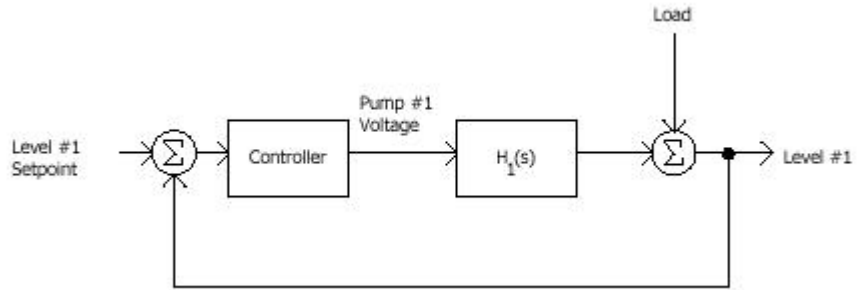 Load
Pump #1
Voltage
Level #1
Setpoint
Σ
Controller
H1(s)
Σ
Level #1